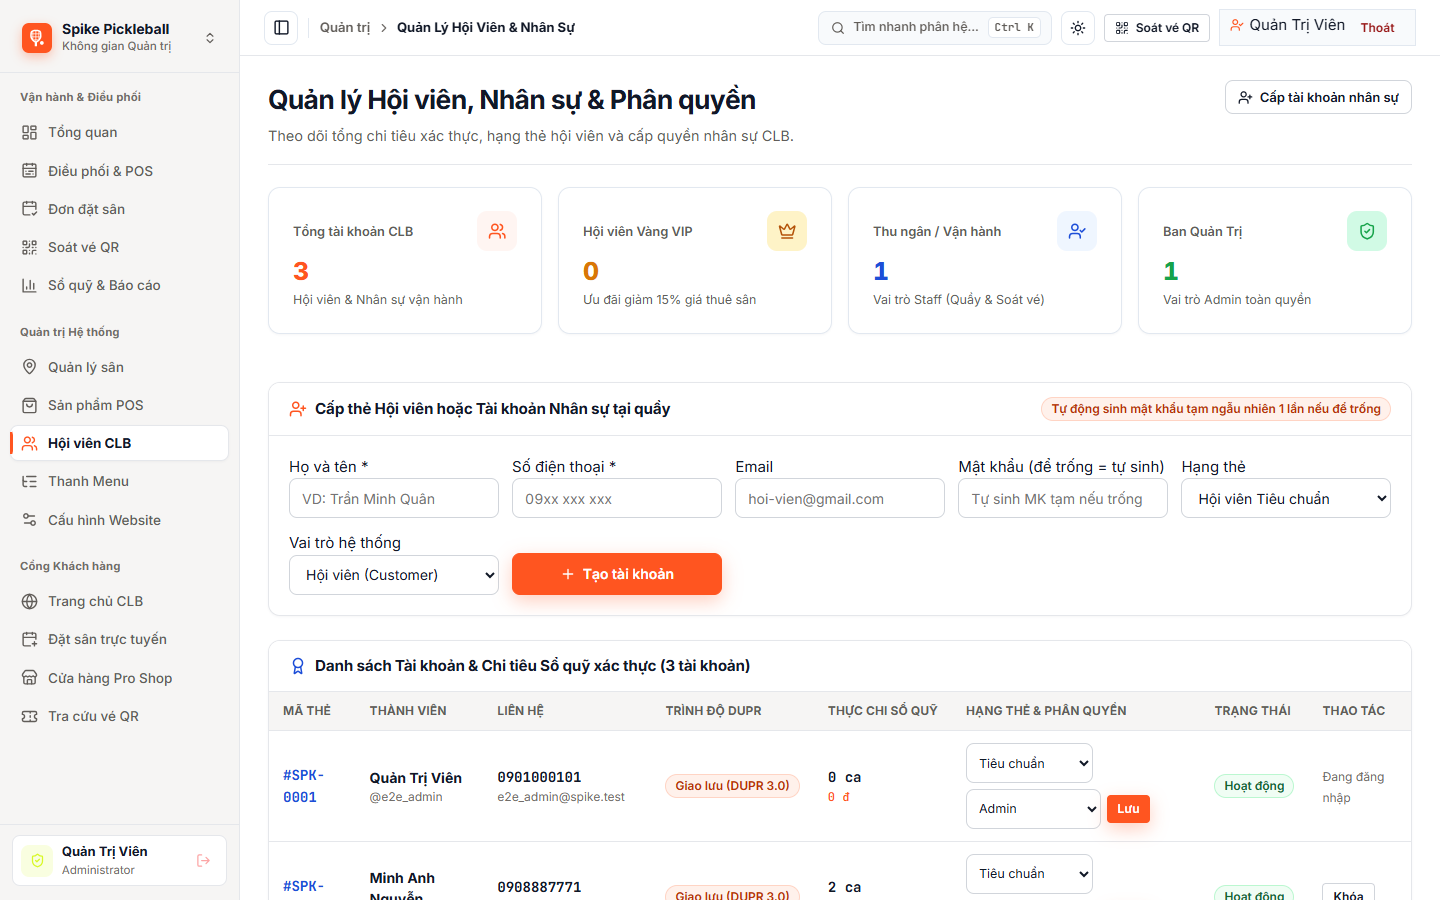 Spike Pickleball
Không gian Quản trị
Quản trị > Quản Lý Hội Viên & Nhân Sự
Tìm nhanh phân hệ... Ctrl K
Soát vé QR
Quản Trị Viên
Thoát
Vận hành & Điều phối
Tổng quan
Điều phối & POS
Đơn đặt sân
Soát vé QR
Sổ quỹ & Báo cáo
Quản trị Hệ thống
Quản lý sân
Sản phẩm POS
Hội viên CLB
Thanh Menu
Cấu hình Website
Cổng Khách hàng
Trang chủ CLB
Đặt sân trực tuyến
Cửa hàng Pro Shop
Tra cứu vé QR
Quản Trị Viên
Administrator
Quản lý Hội viên, Nhân sự & Phân quyền
Theo dõi tổng chi tiêu xác thực, hạng thẻ hội viên và cấp quyền nhân sự CLB.
Cấp tài khoản nhân sự
Tổng tài khoản CLB
3
Hội viên & Nhân sự vận hành
Hội viên Vàng VIP
0
Ưu đãi giảm 15% giá thuê sân
Thu ngân / Vận hành
1
Vai trò Staff (Quầy & Soát vé)
Ban Quản Trị
1
Vai trò Admin toàn quyền
Cấp thẻ Hội viên hoặc Tài khoản Nhân sự tại quầy
Tự động sinh mật khẩu tạm ngẫu nhiên 1 lần nếu để trống
Họ và tên *
VD: Trần Minh Quân
Số điện thoại *
09xx xxx xxx
Email
hoi-vien@gmail.com
Mật khẩu (để trống = tự sinh)
Tự sinh MK tạm nếu trống
Hạng thẻ
Hội viên Tiêu chuẩn
Vai trò hệ thống
Hội viên (Customer)
+ Tạo tài khoản
Danh sách Tài khoản & Chi tiêu Sổ quỹ xác thực (3 tài khoản)
MÃ THẺ THÀNH VIÊN LIÊN HỆ TRÌNH ĐỘ DUPR THỰC CHI SỔ QUỸ HẠNG THẺ & PHÂN QUYỀN TRẠNG THÁI THAO TÁC
#SPK-
0001
Quản Trị Viên
@e2e_admin
0901000101
e2e_admin@spike.test
Giao lưu (DUPR 3.0)
0 ca
0 đ
Tiêu chuẩn
Admin
Lưu
Hoạt động
Đang đăng
nhập
#SPK-
Minh Anh
Nguyễn
0908887771
Giao lưu (DUPR 3.0)
2 ca
Tiêu chuẩn
Hoạt động
Khóa